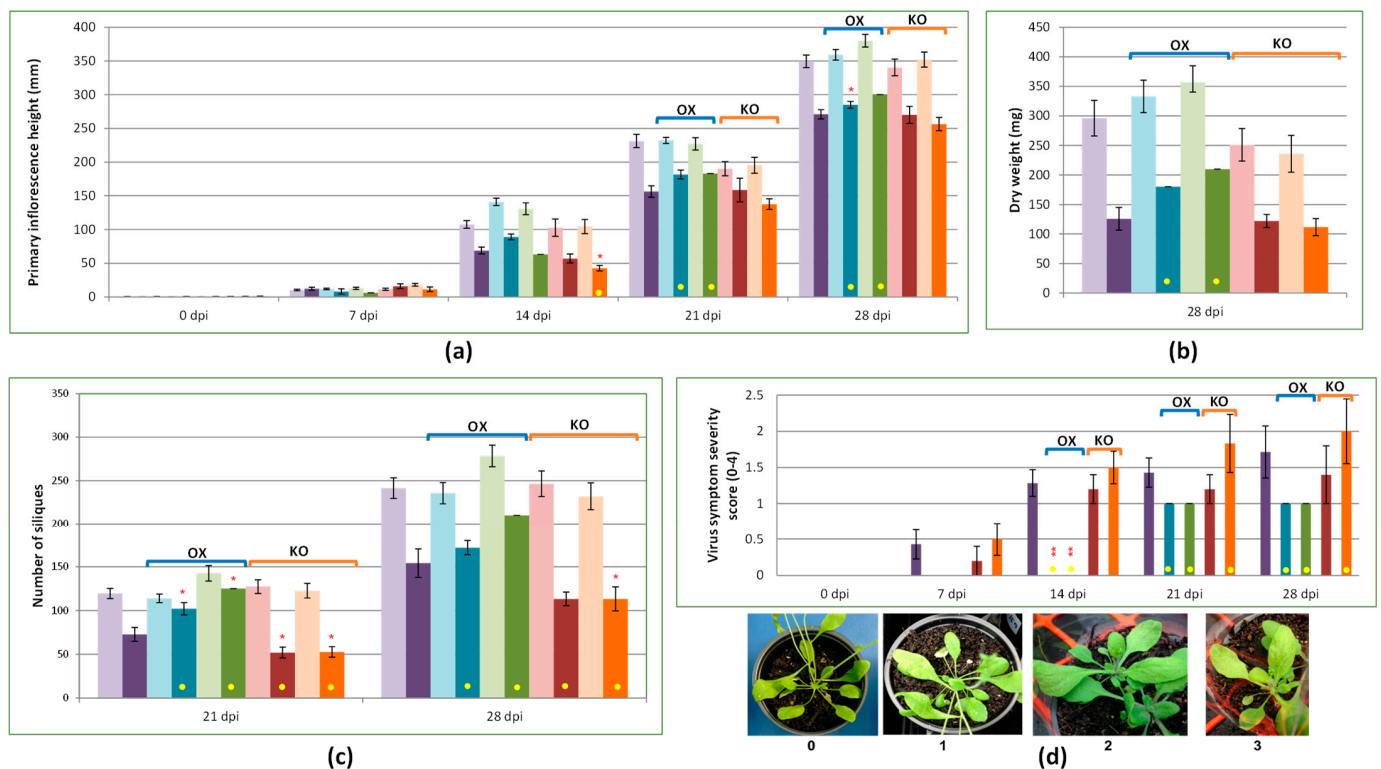 Primary inflorescence height (mm)
400
350
300
250
200
150
100
50
0
OX KO
OX KO
*
*
0 dpi 7 dpi 14 dpi 21 dpi 28 dpi
(a)
Dry weight (mg)
450
400
350
300
250
200
150
100
50
0
OX KO
28 dpi
(b)
Number of siliques
350
300
250
200
150
100
50
0
OX KO
OX KO
* * * * *
21 dpi 28 dpi
(c)
Virus symptom severity
score (0-4)
2.5
2
1.5
1
0.5
0
OX KO
OX KO
OX KO
** **
0 dpi 7 dpi 14 dpi 21 dpi 28 dpi
0 1 2 3
(d)